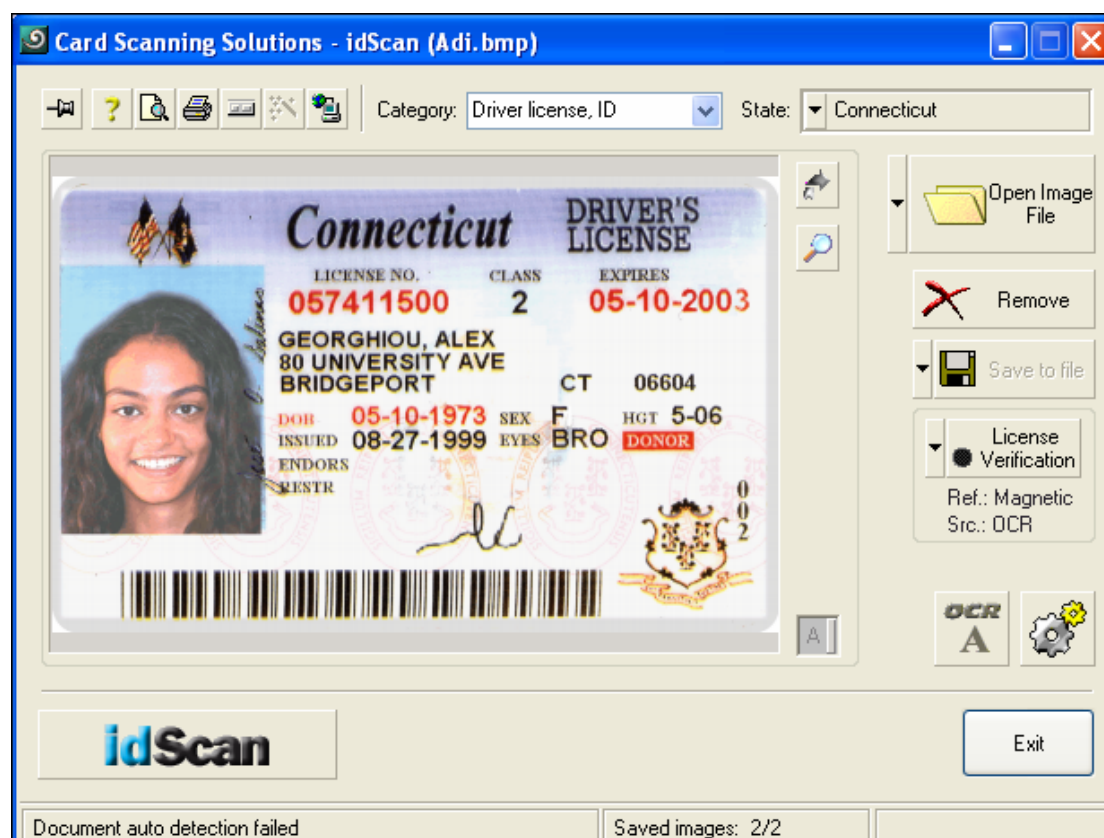 Card Scanning Solutions - idScan (Adi.bmp)
Category: Driver license, ID State: Connecticut
Open Image File
Remove
Save to file
License Verification
Ref.: Magnetic
Src.: OCR
OCR
A
A
Connecticut DRIVER'S LICENSE
LICENSE NO. CLASS EXPIRES
057411500 2 05-10-2003
GEORGHIOU, ALEX
80 UNIVERSITY AVE
BRIDGEPORT CT 06604
DOB 05-10-1973 SEX F HGT 5-06
ISSUED 08-27-1999 EYES BRO DONOR
ENDORS
RESTR
002
idScan
Exit
Document auto detection failed Saved images: 2/2